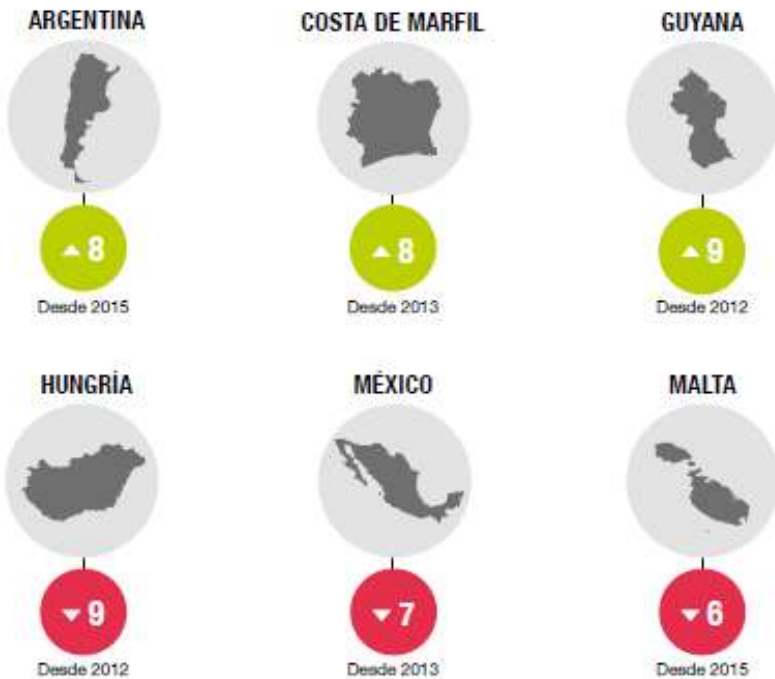 ARGENTINA
COSTA DE MARFIL
GUYANA
▲ 8
▲ 8
▲ 9
Desde 2015
Desde 2013
Desde 2012
HUNGRÍA
MÉXICO
MALTA
▼ 9
▼ 7
▼ 6
Desde 2012
Desde 2013
Desde 2015